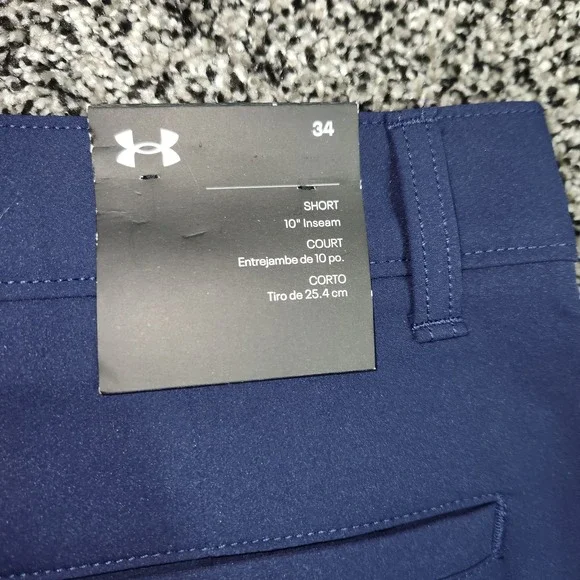 34
SHORT
10" Inseam
COURT
Entrejambe de 10 po.
CORTO
Tiro de 25.4 cm